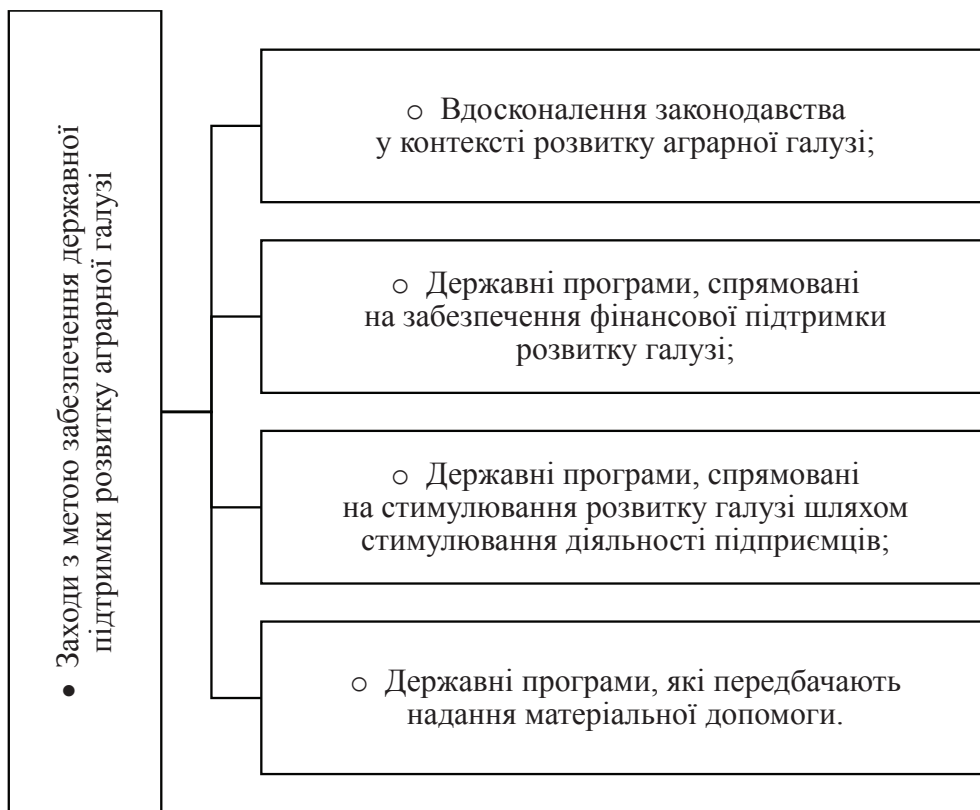 • Заходи з метою забезпечення державної
підтримки розвитку аграрної галузі
○ Вдосконалення законодавства
у контексті розвитку аграрної галузі;
○ Державні програми, спрямовані
на забезпечення фінансової підтримки
розвитку галузі;
○ Державні програми, спрямовані
на стимулювання розвитку галузі шляхом
стимулювання діяльності підприємців;
○ Державні програми, які передбачають
надання матеріальної допомоги.